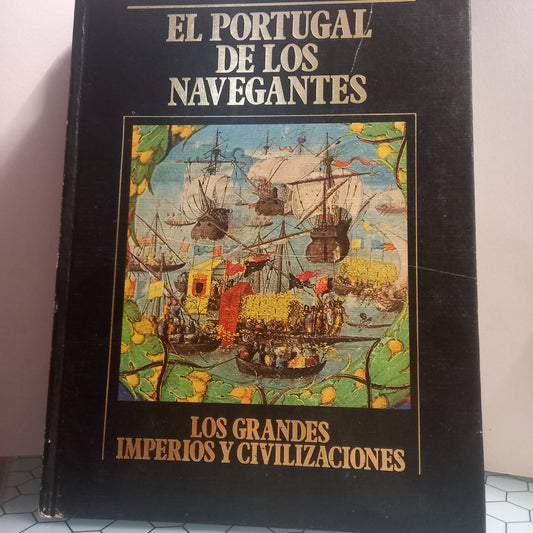 EL PORTUGAL
DE LOS
NAVEGANTES
LOS GRANDES
IMPERIOS Y CIVILIZACIONES